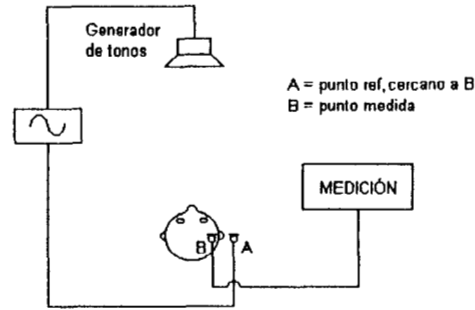 Generador
de tonos
A = punto ref, cercano a B
B = punto medida
MEDICIÓN
B
A